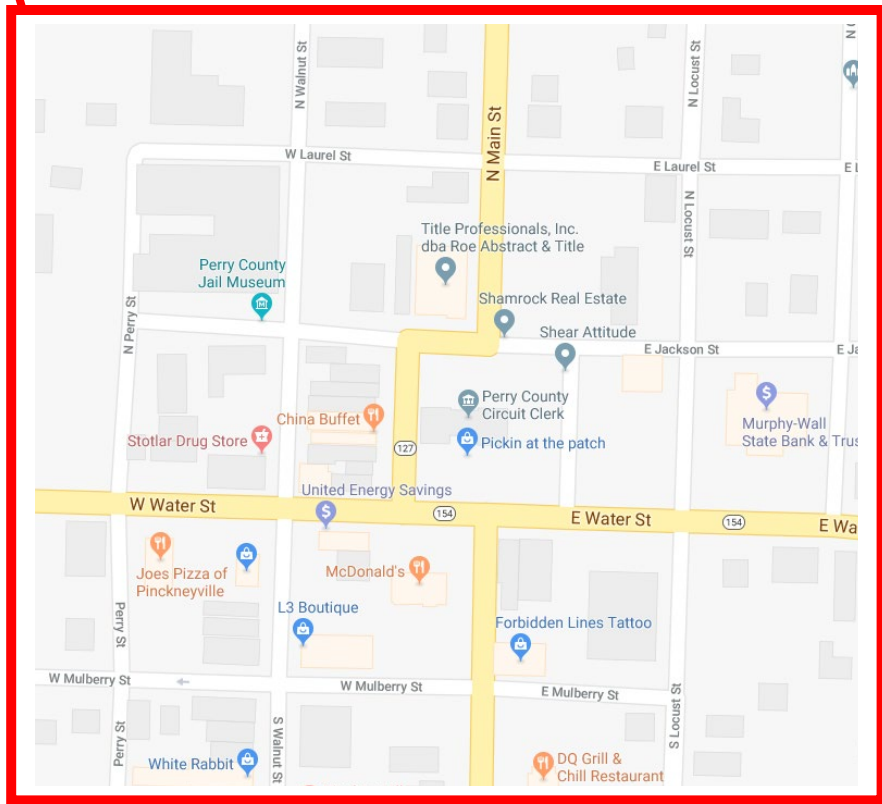 N Walnut St
N Main St
N Locust St
N O
W Laurel St
E Laurel St
E L
N Locust St
Title Professionals, Inc.
dba Roe Abstract & Title
Perry County
Jail Museum
Shamrock Real Estate
N Perry St
Shear Attitude
E Jackson St
E Ja
Perry County
Circuit Clerk
China Buffet
Murphy-Wall
State Bank & Trus
Stotlar Drug Store
Pickin at the patch
127
United Energy Savings
W Water St
154
E Water St
154
E Wa
Joes Pizza of
Pinckneyville
McDonald's
L3 Boutique
Forbidden Lines Tattoo
Perry St
W Mulberry St
W Mulberry St
E Mulberry St
S Locust St
Perry St
S Walnut St
White Rabbit
DQ Grill &
Chill Restaurant